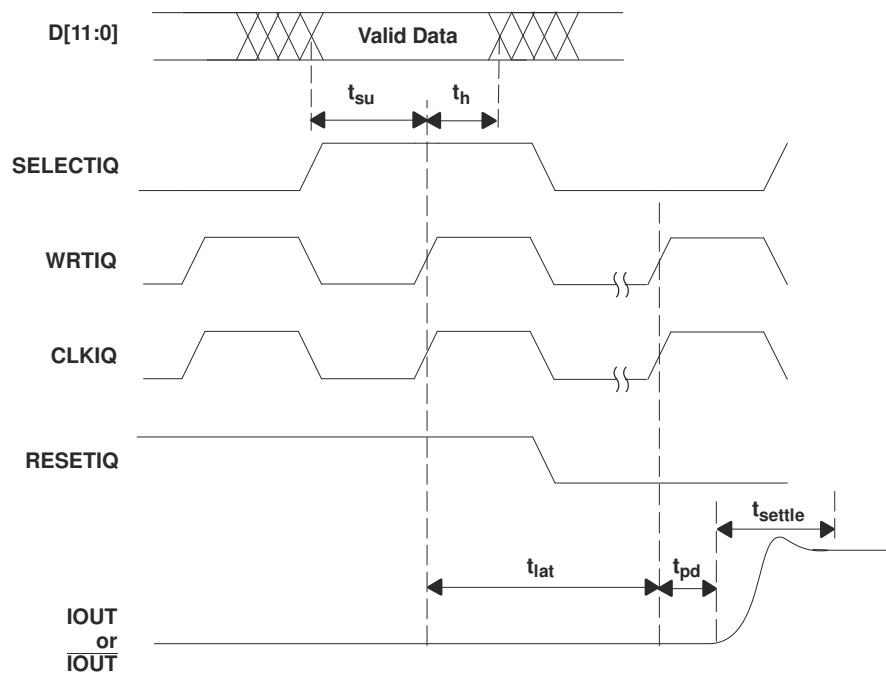 D[11:0]
Valid Data
tsu
th
SELECTIQ
WRTIQ
CLKIQ
RESETIQ
tsettle
tlat
tpd
IOUT
or
IOUT